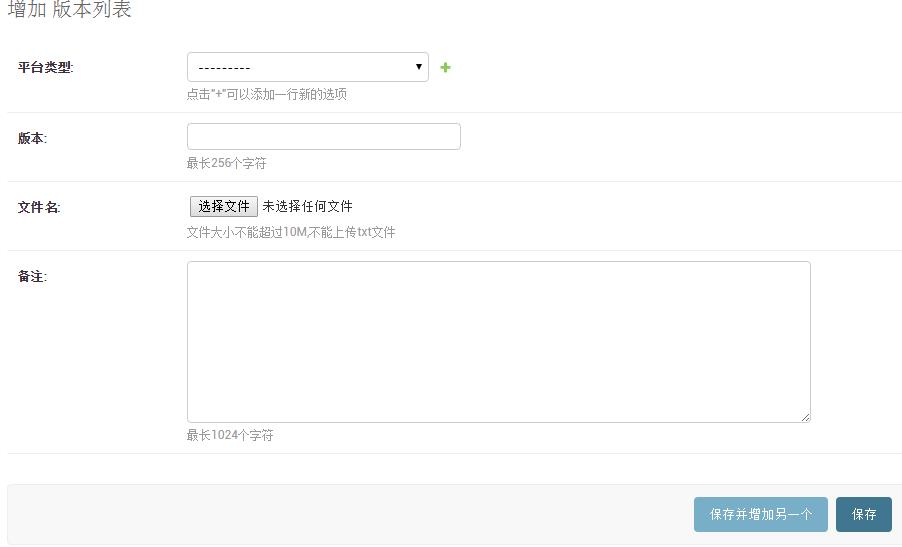 增加 版本列表
平台类型:
---------
点击"+"可以添加一行新的选项
版本:
最长256个字符
文件名:
选择文件 未选择任何文件
文件大小不能超过10M,不能上传txt文件
备注:
最长1024个字符
保存并增加另一个 保存